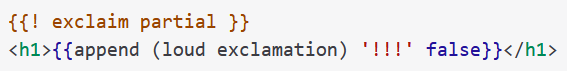 {{! exclaim partial }}
<h1>{{append (loud exclamation) '!!!' false}}</h1>